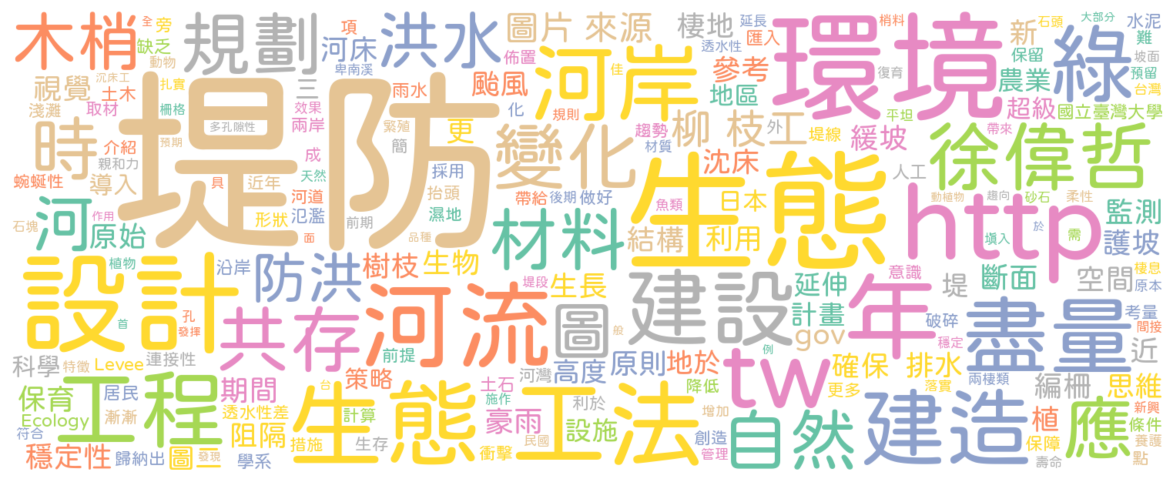 堤防
生態
環境
http
設計
河流
生態工法
年
tw
工程
建設
變化
盡量
建造
自然
徐偉哲
河岸
綠
應
共存
材料
防洪
洪水
規劃
木梢
時
河
圖
柳 枝工
圖片 來源
棲地
新
農業
超級
國立臺灣大學
緩坡
參考
地區
颱風
河床
視覺
土木
導入
原始
更
沈床
日本
利用
結構
樹枝
生物
生長
延伸
計畫
gov
斷面
空間
堤
監測
護坡
近
確保
排水
思維
編柵
植
條件
高度
原則
地於
策略
期間
阻隔
豪雨
設施
保育
Ecology
科學
Levee
連接性
居民
漸漸
穩定性
歸納出
圖一
學系
透水性差
措施
計算
生存
衝擊
民國
土石
施作
利於
河灣
降低
增加
創造
管理
更多
落實
兩棲類
破碎
穩定
意識
間接
考量
棲息
原本
新興
養護
點
保障
壽命
符合
發現
特徵
前提
堤段
沿岸
植物
首
孔
發揮
石塊
作用
面
形狀
氾濫
河道
近年
天然
具
成
兩岸
效果
雨水
卑南溪
項
三
全
旁
缺乏
動物
沉床工
扎實
柵格
取材
淺灘
介紹
親和力
預期
蜿蜒性
多孔隙性
繁殖
簡
化
佈置
採用
抬頭
濕地
前期
品種
帶給
後期
做好
魚類
趨勢
材質
規則
佳
外
堤線
透水性
延長
匯入
梢料
石頭
大部分
水泥
難
坡面
保留
預留
台灣
復育
平坦
帶來
人工
動植物
趨向
砂石
柔性
填入
於
需
例
般
台